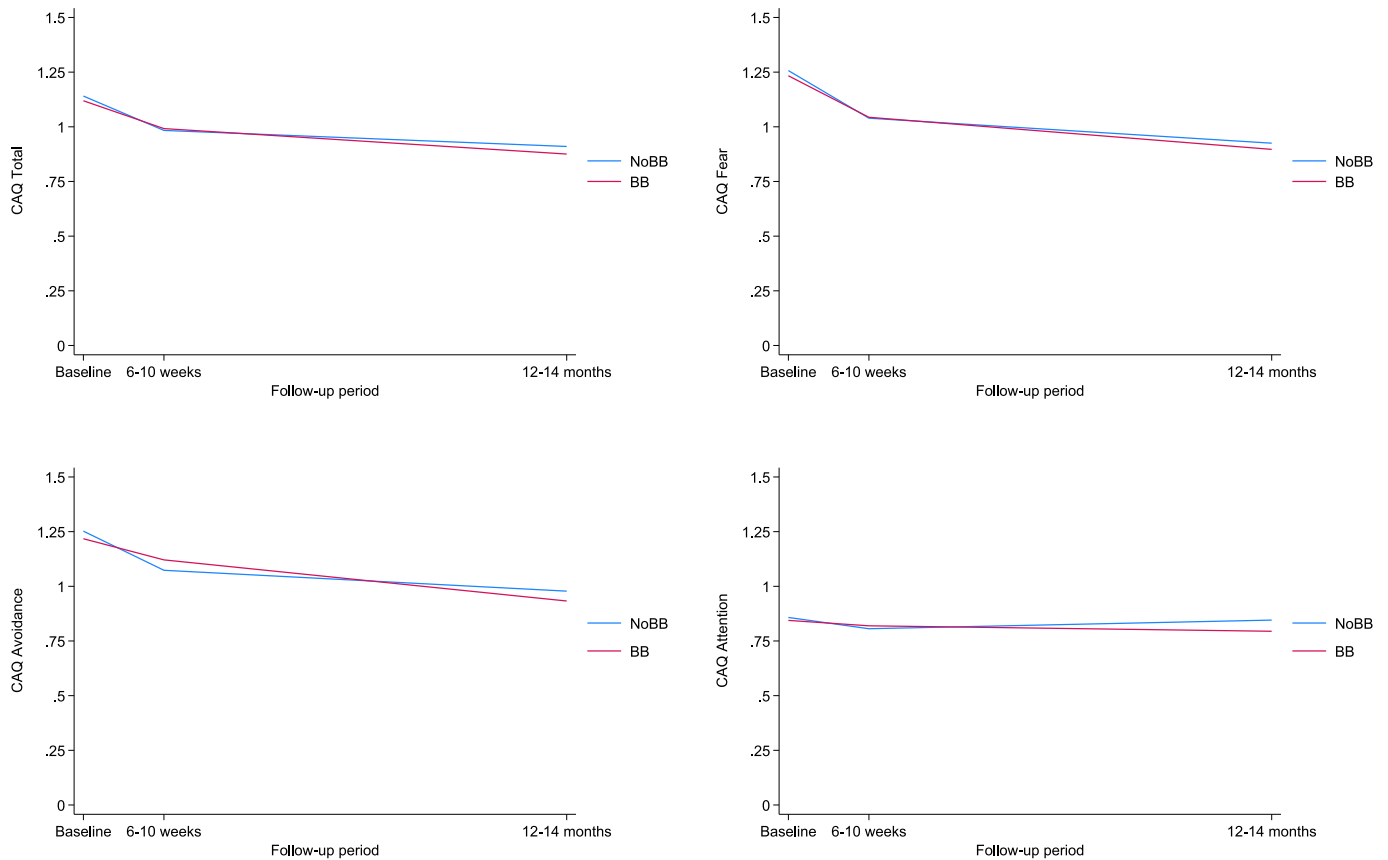 CAQ Total
1.5
1.25
1
.75
.5
.25
0
Baseline 6-10 weeks 12-14 months
Follow-up period
NoBB
BB
CAQ Fear
1.5
1.25
1
.75
.5
.25
0
Baseline 6-10 weeks 12-14 months
Follow-up period
NoBB
BB
CAQ Avoidance
1.5
1.25
1
.75
.5
.25
0
Baseline 6-10 weeks 12-14 months
Follow-up period
NoBB
BB
CAQ Attention
1.5
1.25
1
.75
.5
.25
0
Baseline 6-10 weeks 12-14 months
Follow-up period
NoBB
BB